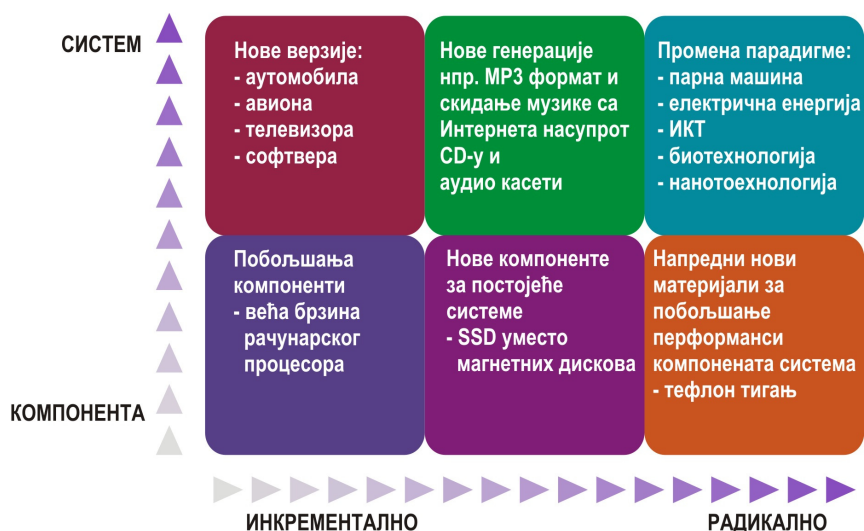 СИСТЕМ
Нове верзије:
- аутомобила
- авиона
- телевизора
- софтвера
Нове генерације
нпр. MP3 формат и
скидање музике са
Интернета насупрот
CD-у и
аудио касети
Промена парадигме:
- парна машина
- електрична енергија
- ИКТ
- биотехнологија
- нанотоехнологија
Побољшања
компоненти
- већа брзина
рачунарског
процесора
Нове компоненте
за постојеће
системе
- SSD уместо
магнетних дискова
Напредни нови
материјали за
побољшање
перформанси
компонената система
- тефлон тигањ
КОМПОНЕНТА
ИНКРЕМЕНТАЛНО
РАДИКАЛНО